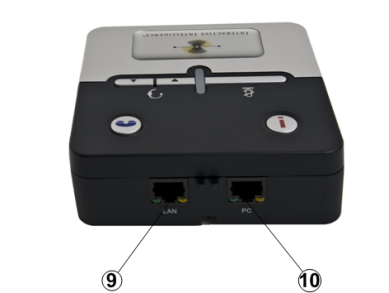 INTERACTIVE INTELLIGENCE
i
LAN
PC
9
10